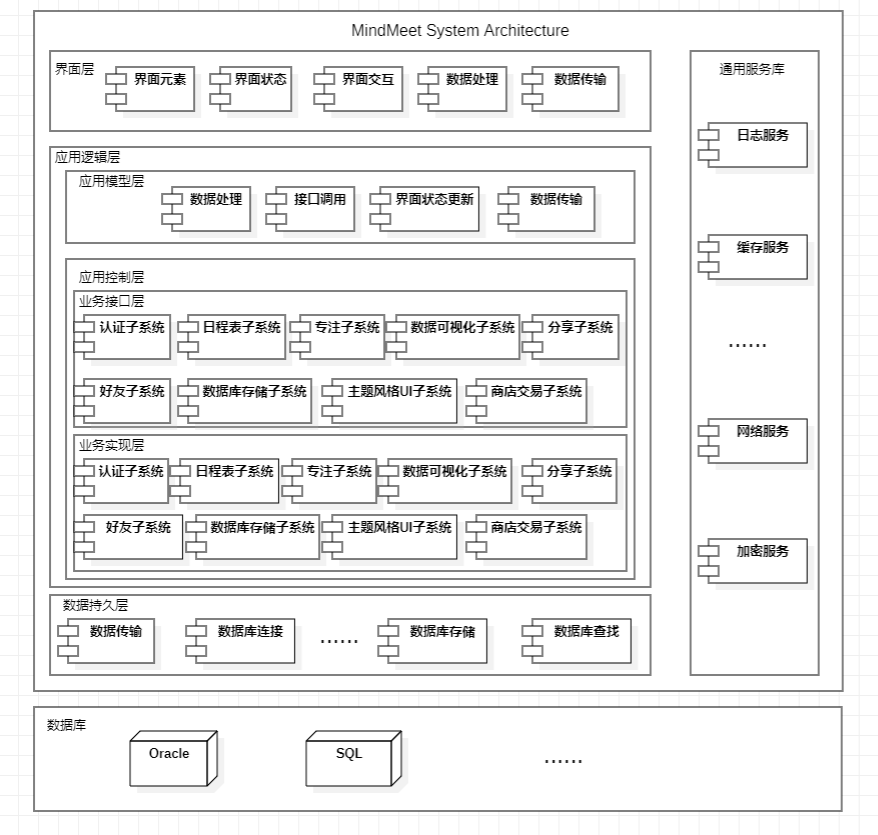 MindMeet System Architecture
界面层
界面元素
界面状态
界面交互
数据处理
数据传输
应用逻辑层
应用模型层
数据处理
接口调用
界面状态更新
数据传输
应用控制层
业务接口层
认证子系统
日程表子系统
专注子系统
数据可视化子系统
分享子系统
好友子系统
数据库存储子系统
主题风格UI子系统
商店交易子系统
业务实现层
认证子系统
日程表子系统
专注子系统
数据可视化子系统
分享子系统
好友子系统
数据库存储子系统
主题风格UI子系统
商店交易子系统
数据持久层
数据传输
数据库连接
......
数据库存储
数据库查找
通用服务库
日志服务
缓存服务
......
网络服务
加密服务
数据库
Oracle
SQL
......